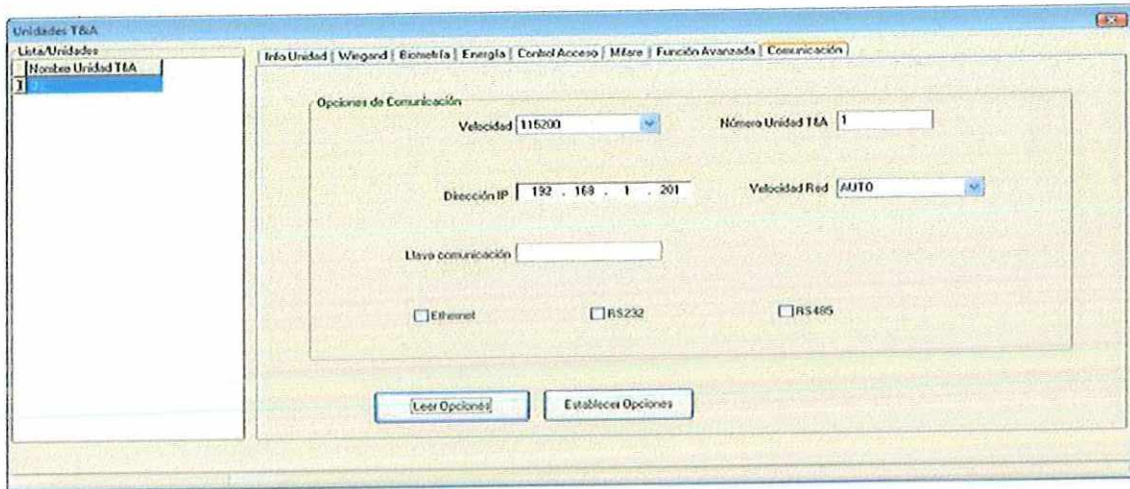 Unidades T&A
Lista/Unidades
Nombre Unidad T&A
Info Unidad | Wiegand | Biometría | Energía | Control Acceso | Mifare | Función Avanzada | Comunicación
Opciones de Comunicación
Velocidad 115200
Número Unidad T&A 1
Dirección IP 192 . 168 . 1 . 201
Velocidad Red AUTO
Llave comunicación
Ethernet
RS232
RS485
Leer Opciones
Establecer Opciones